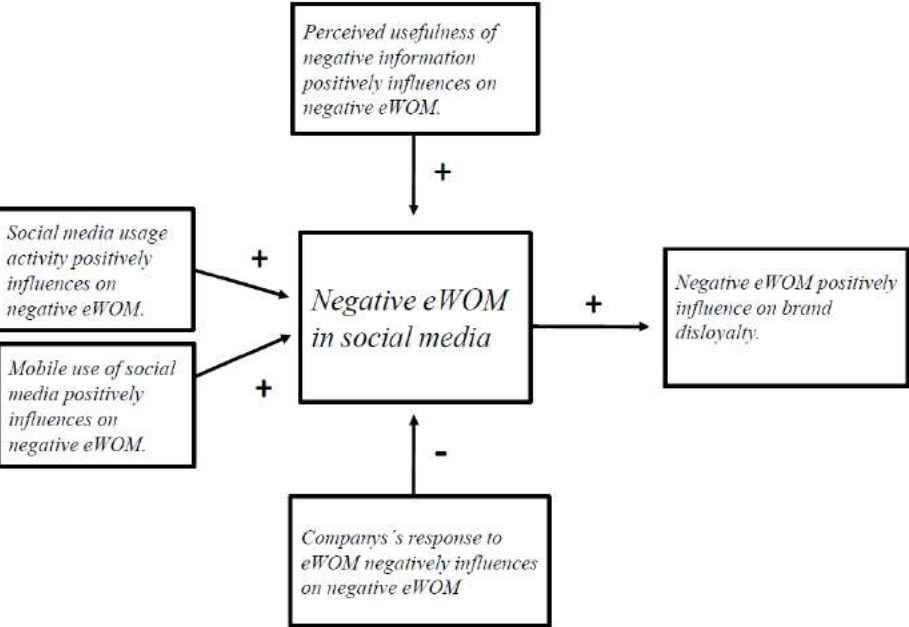 Perceived usefulness of
negative information
positively influences on
negative eWOM.
+
Social media usage
activity positively
influences on
negative eWOM.
+
Negative eWOM
in social media
+
Negative eWOM positively
influence on brand
disloyalty.
Mobile use of social
media positively
influences on
negative eWOM.
+
-
Companys´s response to
eWOM negatively influences
on negative eWOM